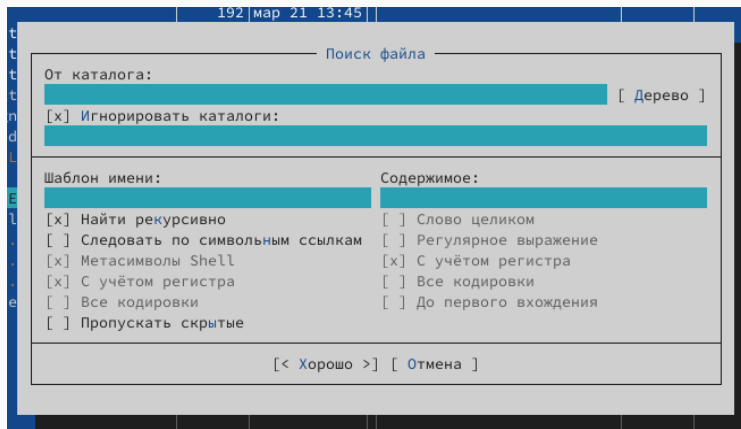 192 мар 21 13:45
Поиск файла
От каталога:
[ Дерево ]
[x] Игнорировать каталоги:
Шаблон имени: Содержимое:
[x] Найти рекурсивно [ ] Слово целиком
[ ] Следовать по символьным ссылкам [ ] Регулярное выражение
[x] Метасимволы Shell [x] С учётом регистра
[x] С учётом регистра [ ] Все кодировки
[ ] Все кодировки [ ] До первого вхождения
[ ] Пропускать скрытые
[< Хорошо >] [ Отмена ]